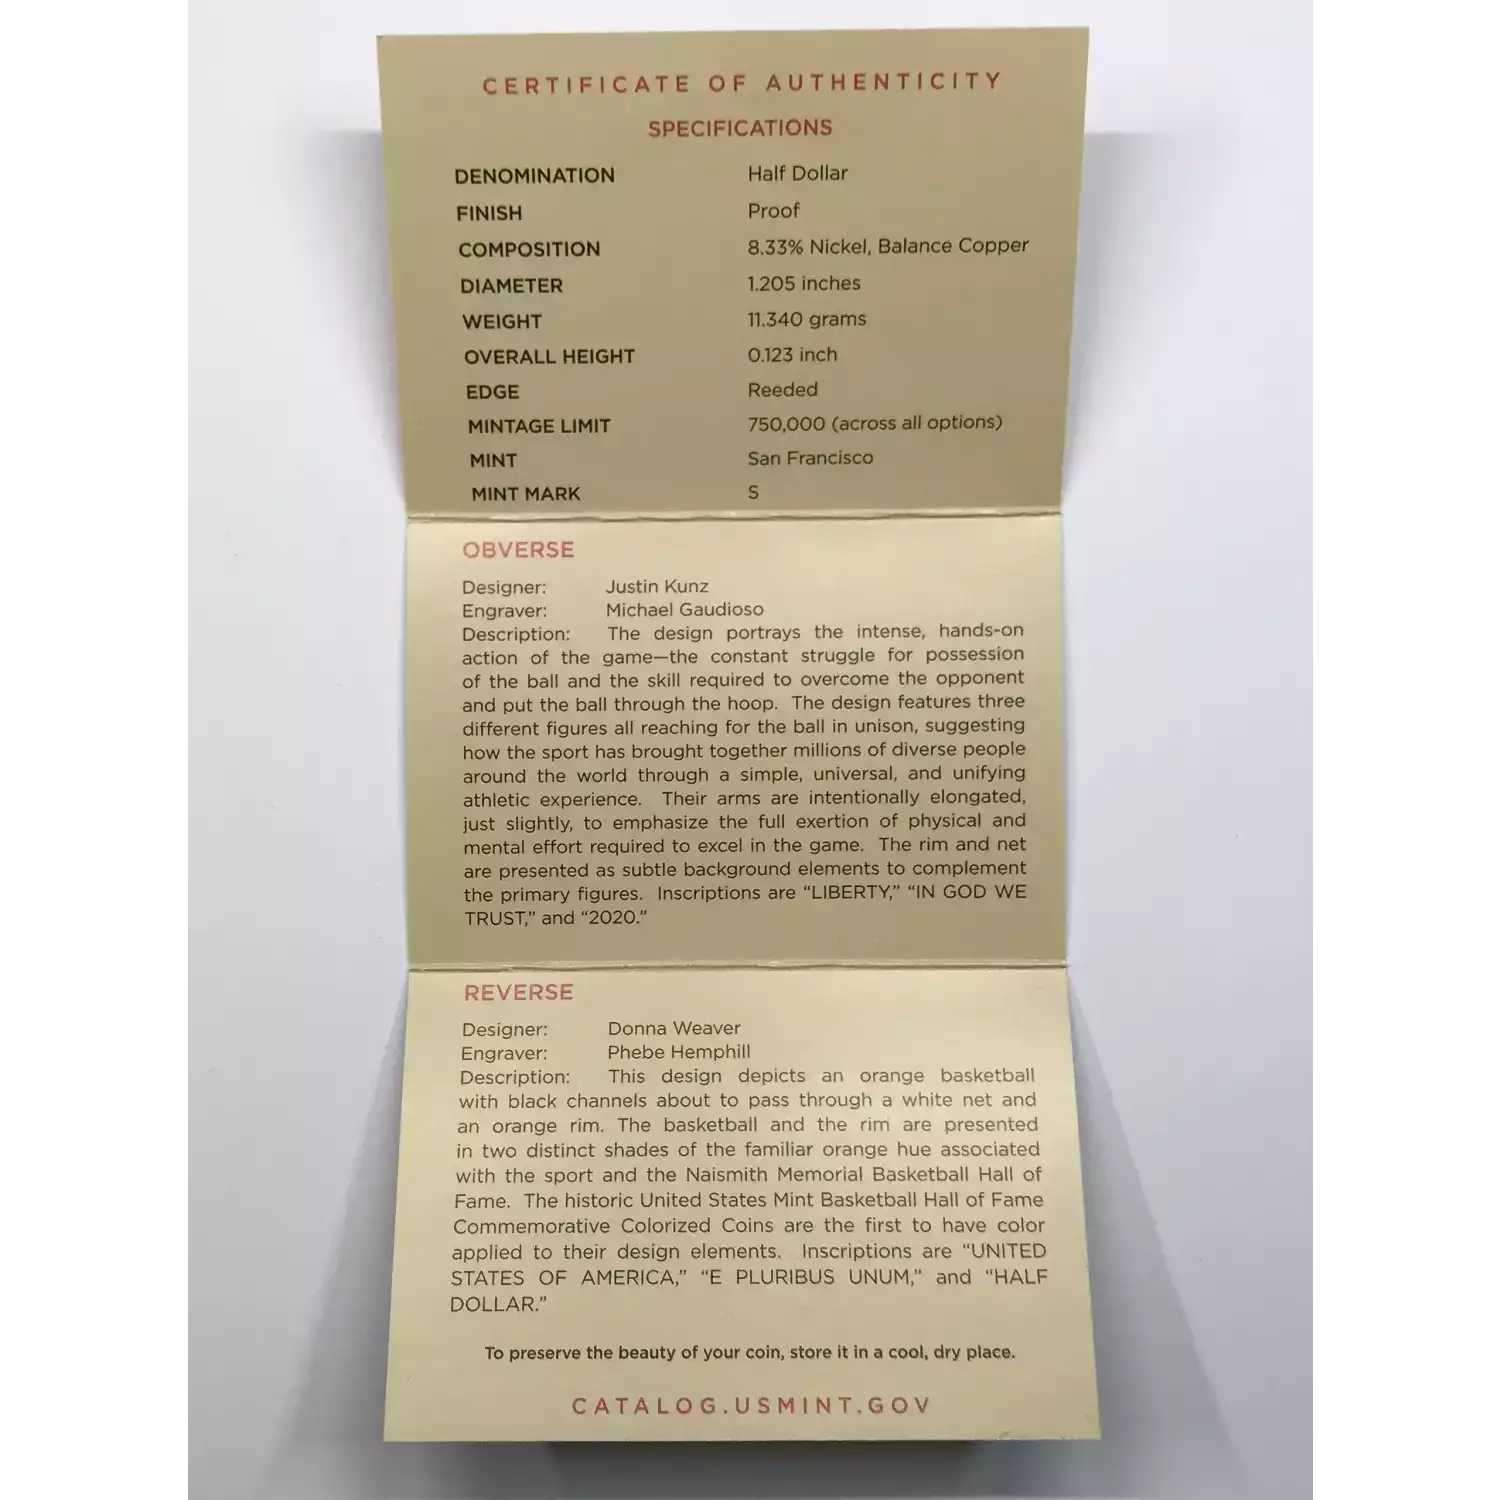 CERTIFICATE OF AUTHENTICITY
SPECIFICATIONS
DENOMINATION Half Dollar
FINISH Proof
COMPOSITION 8.33% Nickel, Balance Copper
DIAMETER 1.205 inches
WEIGHT 11.340 grams
OVERALL HEIGHT 0.123 inch
EDGE Reeded
MINTAGE LIMIT 750,000 (across all options)
MINT San Francisco
MINT MARK S
OBVERSE
Designer: Justin Kunz
Engraver: Michael Gaudioso
Description: The design portrays the intense, hands-on
action of the game—the constant struggle for possession
of the ball and the skill required to overcome the opponent
and put the ball through the hoop. The design features three
different figures all reaching for the ball in unison, suggesting
how the sport has brought together millions of diverse people
around the world through a simple, universal, and unifying
athletic experience. Their arms are intentionally elongated,
just slightly, to emphasize the full exertion of physical and
mental effort required to excel in the game. The rim and net
are presented as subtle background elements to complement
the primary figures. Inscriptions are “LIBERTY,” “IN GOD WE
TRUST,” and “2020.”
REVERSE
Designer: Donna Weaver
Engraver: Phebe Hemphill
Description: This design depicts an orange basketball
with black channels about to pass through a white net and
an orange rim. The basketball and the rim are presented
in two distinct shades of the familiar orange hue associated
with the sport and the Naismith Memorial Basketball Hall of
Fame. The historic United States Mint Basketball Hall of Fame
Commemorative Colorized Coins are the first to have color
applied to their design elements. Inscriptions are “UNITED
STATES OF AMERICA,” “E PLURIBUS UNUM,” and “HALF
DOLLAR.”
To preserve the beauty of your coin, store it in a cool, dry place.
CATALOG.USMINT.GOV